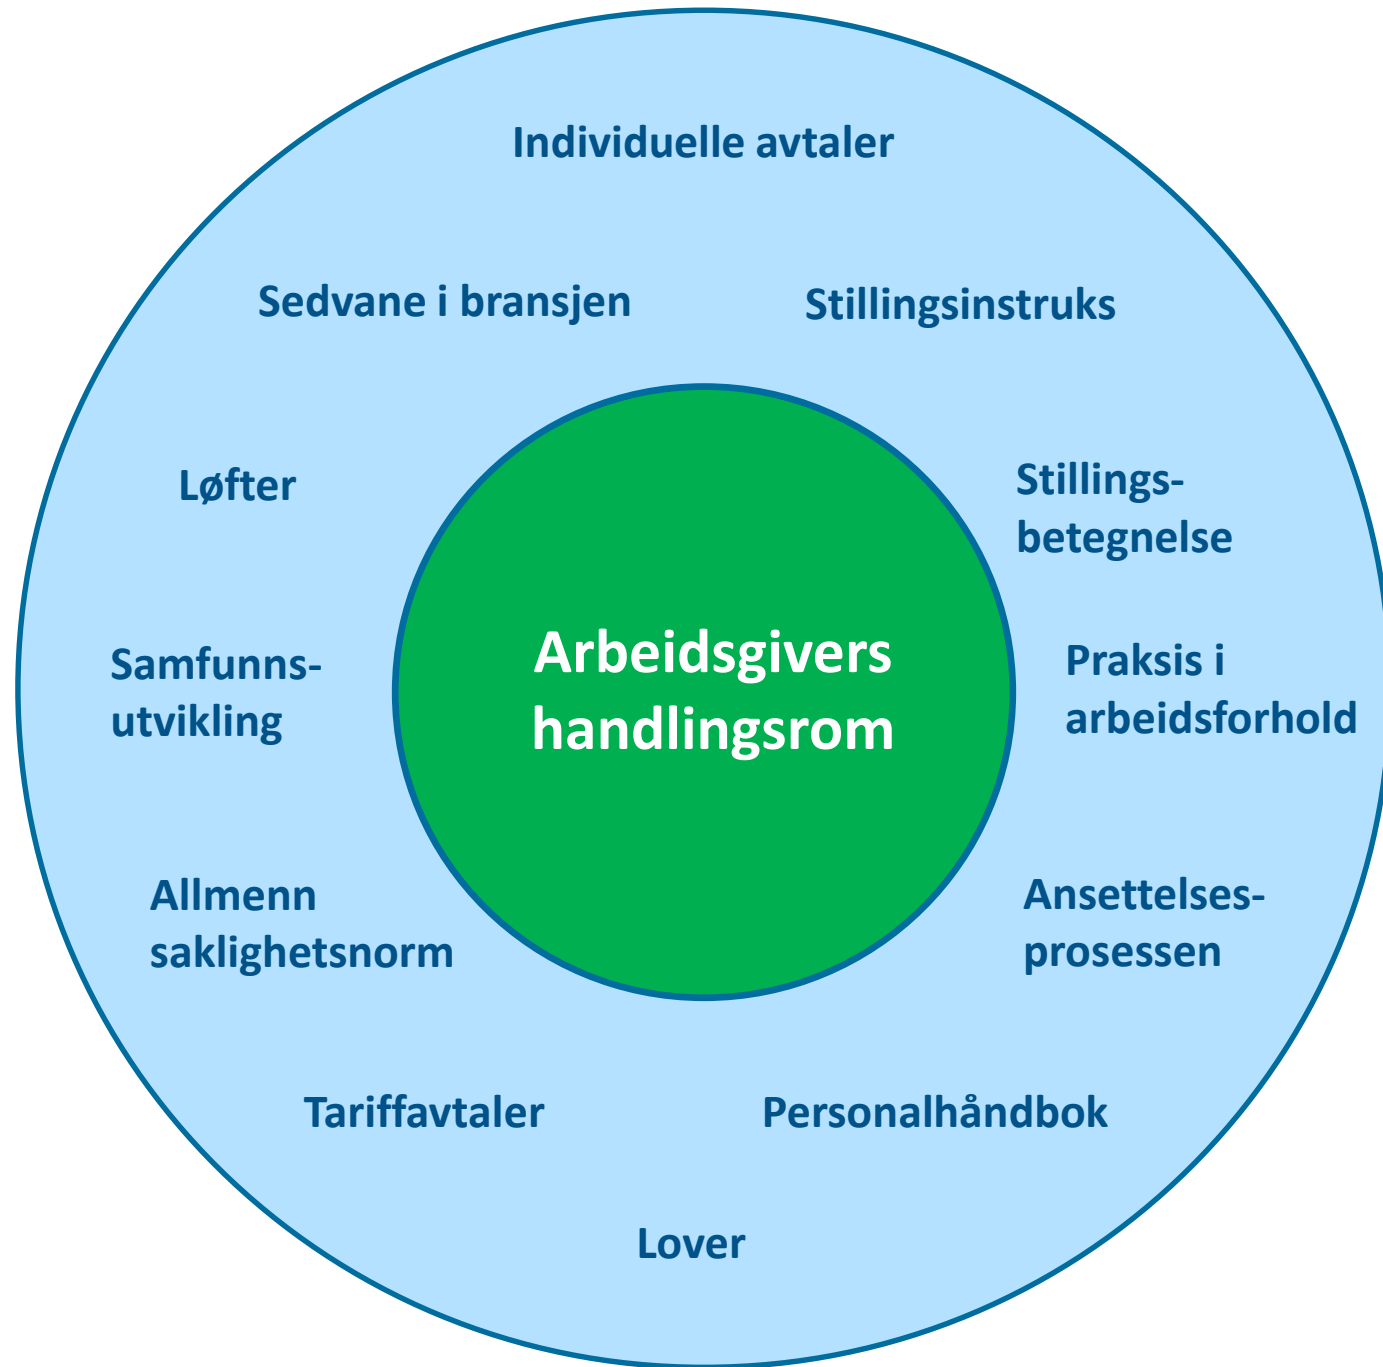 Individuelle avtaler
Sedvane i bransjen
Stillingsinstruks
Løfter
Stillings-
betegnelse
Samfunns-
utvikling
Arbeidsgivers
handlingsrom
Praksis i
arbeidsforhold
Allmenn
saklighetsnorm
Ansettelses-
prosessen
Tariffavtaler
Personalhåndbok
Lover